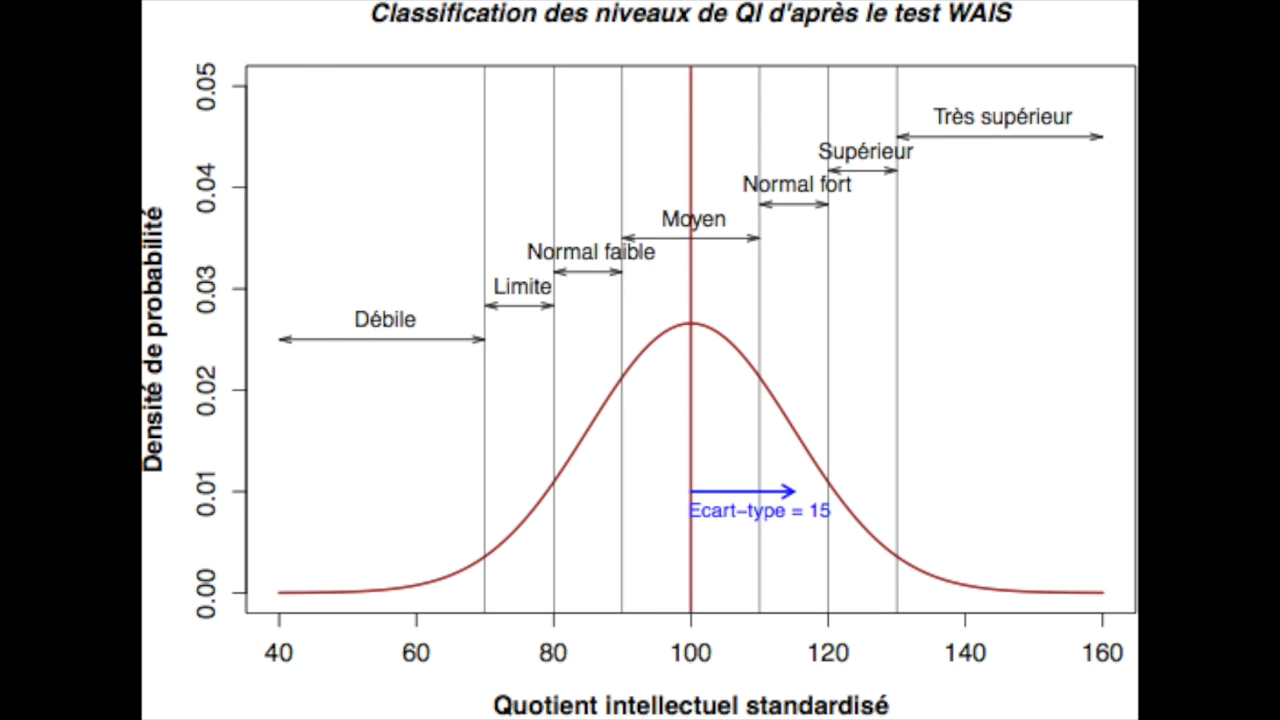 Classification des niveaux de QI d'après le test WAIS
Très supérieur
Supérieur
Normal fort
Moyen
Normal faible
Limite
Débile
Ecart-type = 15
Densité de probabilité
0.05
0.04
0.03
0.02
0.01
0.00
40 60 80 100 120 140 160
Quotient intellectuel standardisé